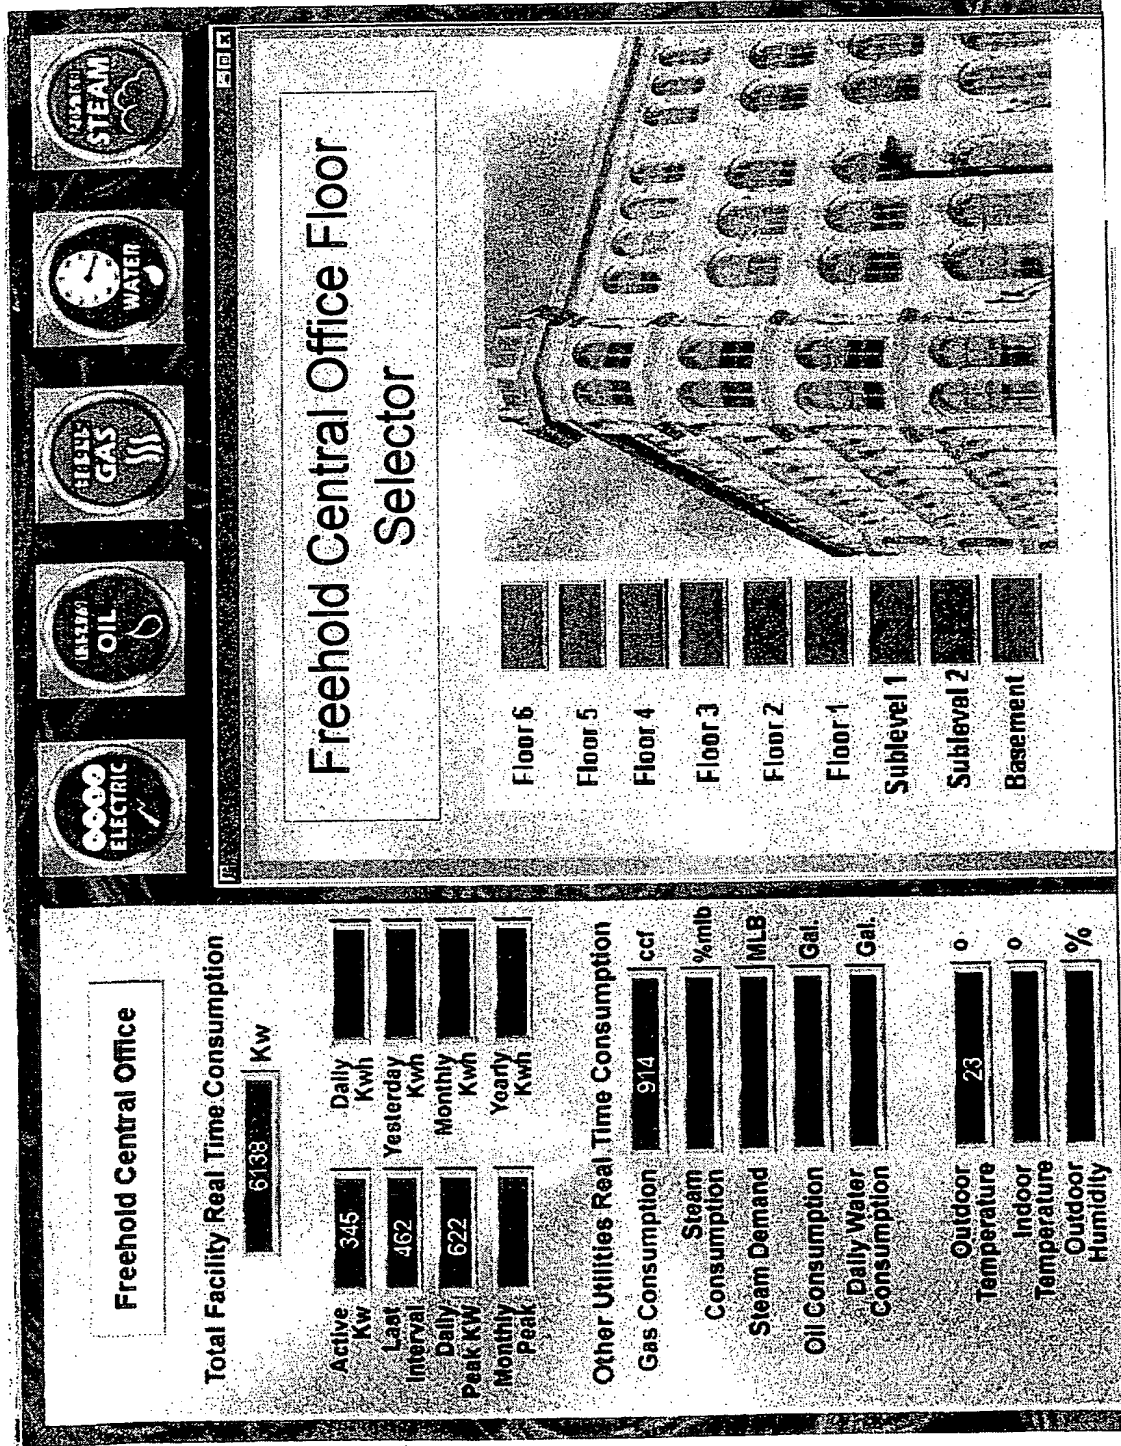 ELECTRIC
OIL
GAS
WATER
STEAM
Freehold Central Office
Total Facility Real Time Consumption
6138 Kw
Active
Kw
345
Daily
Kwh
Last
Interval
462
Yesterday
Kwh
Daily
Peak KW
622
Monthly
Kwh
Monthly
Peak
Yearly
Kwh
Other Utilities Real Time Consumption
Gas Consumption 914 ccf
Steam
Consumption
%mlb
Steam Demand MLB
Oil Consumption Gal.
Daily Water
Consumption
Gal.
Outdoor
Temperature
23 o
Indoor
Temperature
o
Outdoor
Humidity
%
Freehold Central Office Floor
Selector
Floor 6
Floor 5
Floor 4
Floor 3
Floor 2
Floor 1
Sublevel 1
Subleval 2
Basement